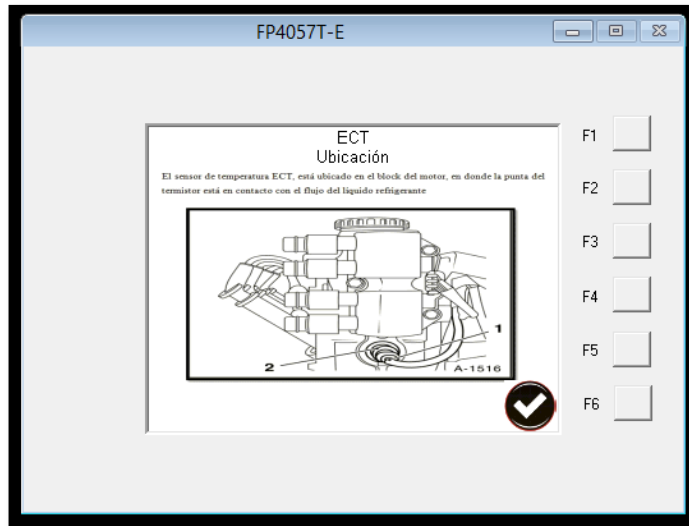 FP4057T-E
ECT
Ubicación
El sensor de temperatura ECT, está ubicado en el block del motor, en donde la punta del
termistor está en contacto con el flujo del líquido refrigerante
1
2
A-1516
F1
F2
F3
F4
F5
F6